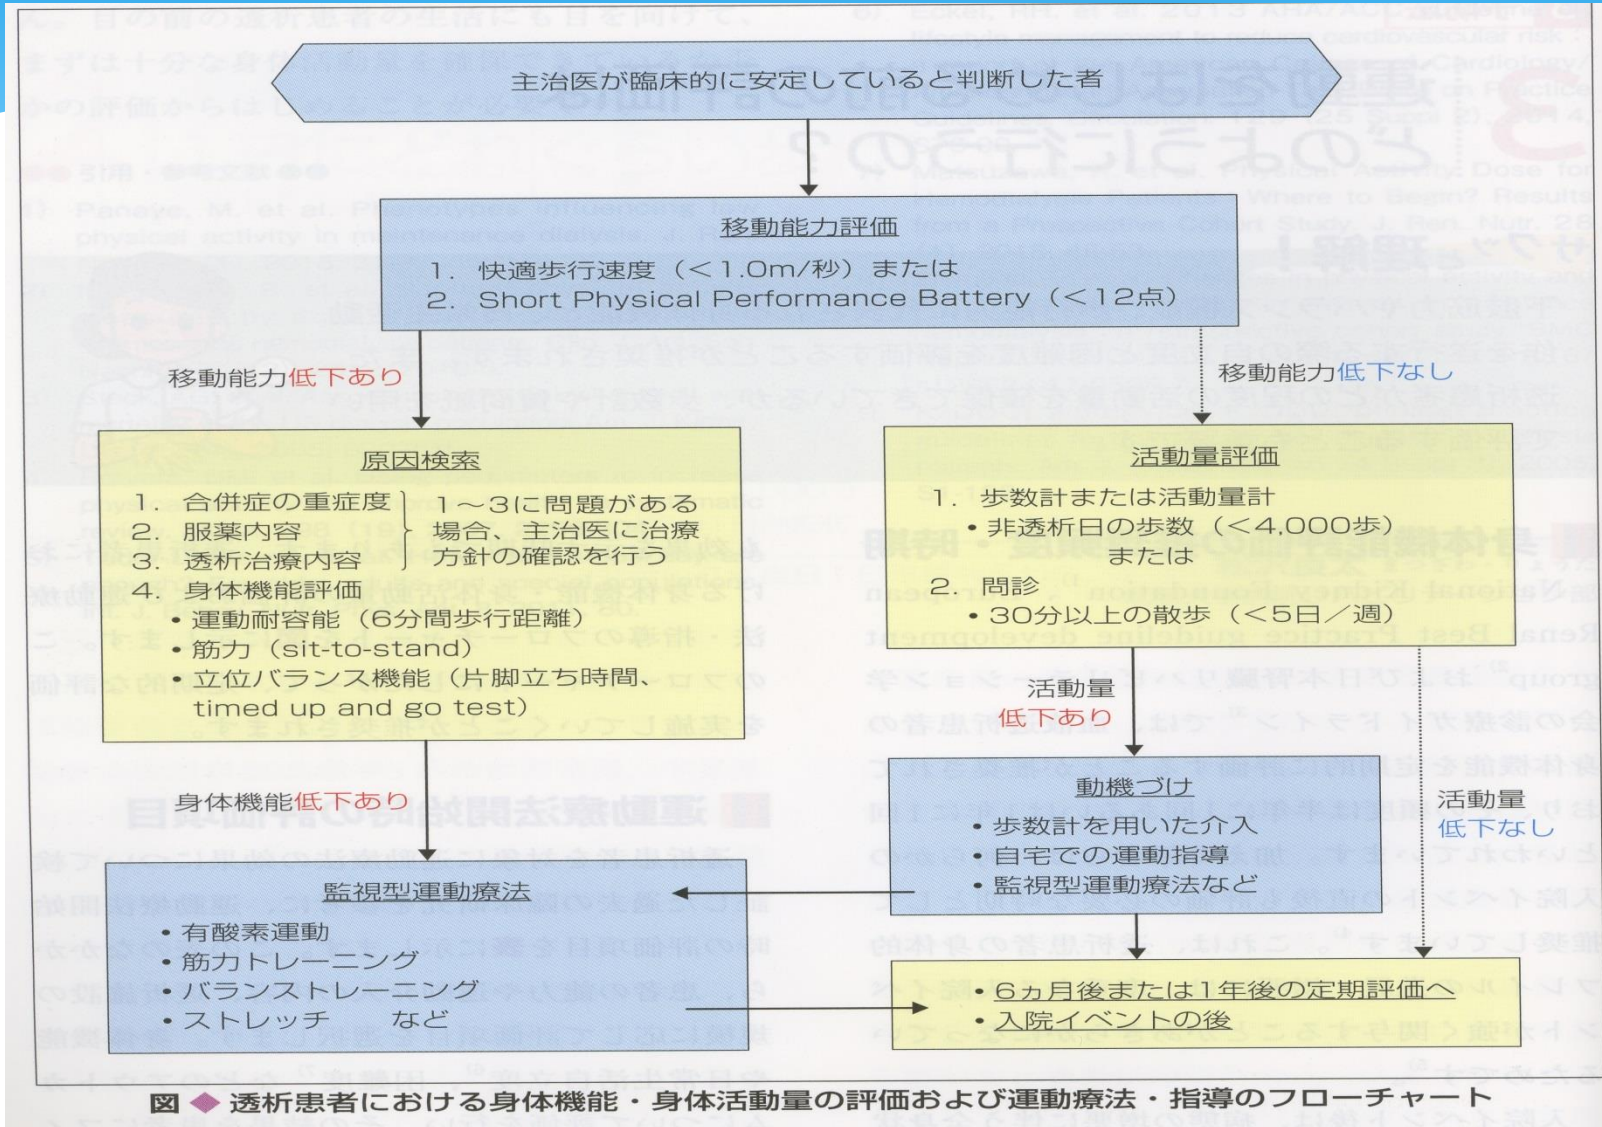 主治医が臨床的に安定していると判断した者
移動能力評価
1. 快適歩行速度（<1.0m/秒）または
2. Short Physical Performance Battery（<12点）
移動能力低下あり
移動能力低下なし
原因検索
1. 合併症の重症度
2. 服薬内容
3. 透析治療内容
1～3に問題がある
場合、主治医に治療
方針の確認を行う
4. 身体機能評価
•運動耐容能（6分間歩行距離）
•筋力（sit-to-stand）
•立位バランス機能（片脚立ち時間、
timed up and go test）
活動量評価
1. 歩数計または活動量計
•非透析日の歩数（<4,000歩）
または
2. 問診
•30分以上の散歩（<5日／週）
身体機能低下あり
活動量
低下あり
活動量
低下なし
動機づけ
•歩数計を用いた介入
•自宅での運動指導
•監視型運動療法など
監視型運動療法
•有酸素運動
•筋力トレーニング
•バランストレーニング
•ストレッチ など
•6ヵ月後または1年後の定期評価へ
•入院イベントの後
図◆透析患者における身体機能・身体活動量の評価および運動療法・指導のフローチャート